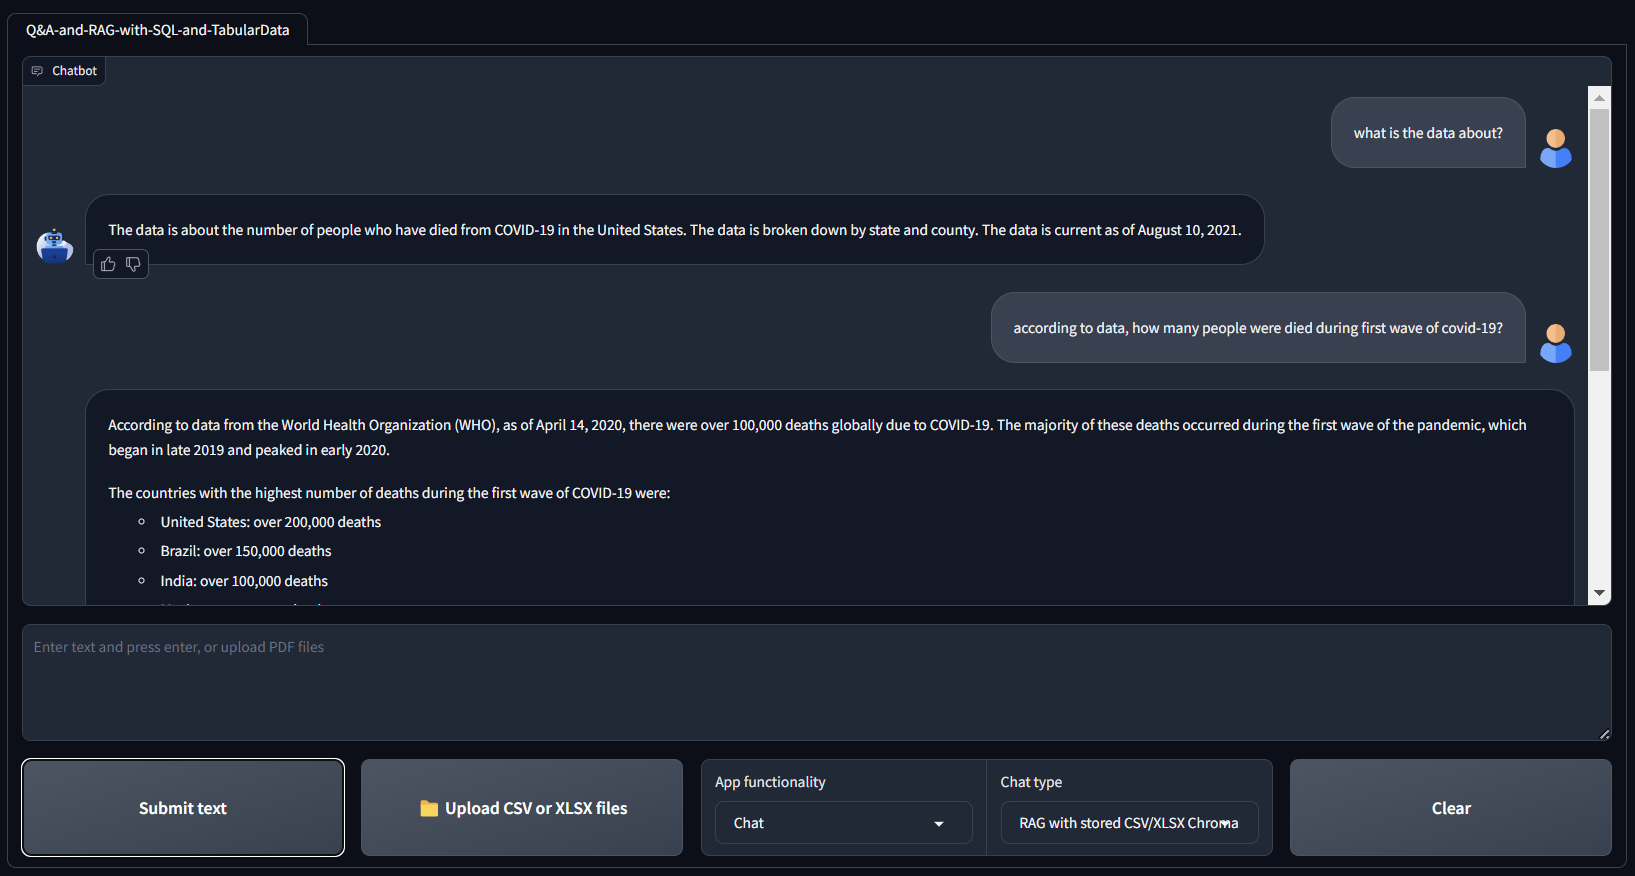 Q&A-and-RAG-with-SQL-and-TabularData
Chatbot
what is the data about?
The data is about the number of people who have died from COVID-19 in the United States. The data is broken down by state and county. The data is current as of August 10, 2021.
according to data, how many people were died during first wave of covid-19?
According to data from the World Health Organization (WHO), as of April 14, 2020, there were over 100,000 deaths globally due to COVID-19. The majority of these deaths occurred during the first wave of the pandemic, which
began in late 2019 and peaked in early 2020.
The countries with the highest number of deaths during the first wave of COVID-19 were:
United States: over 200,000 deaths
Brazil: over 150,000 deaths
India: over 100,000 deaths
Enter text and press enter, or upload PDF files
Submit text
Upload CSV or XLSX files
App functionality
Chat
Chat type
RAG with stored CSV/XLSX Chroma
Clear